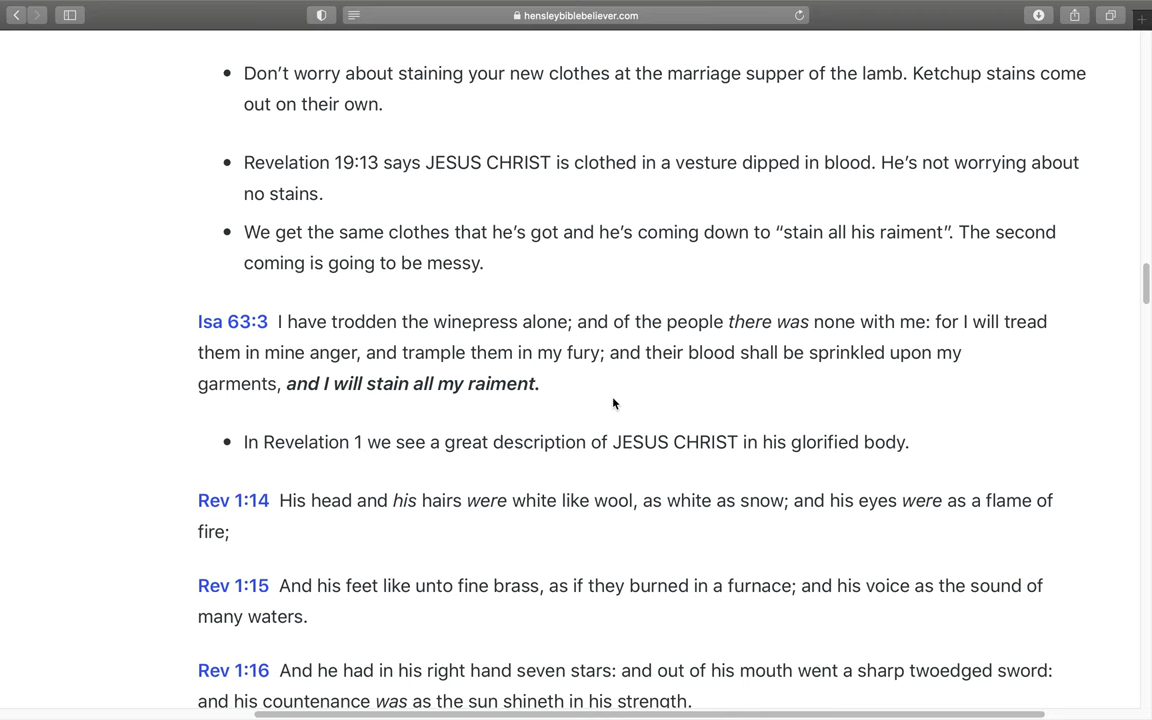 hensleybiblebeliever.com
• Don’t worry about staining your new clothes at the marriage supper of the lamb. Ketchup stains come
out on their own.
• Revelation 19:13 says JESUS CHRIST is clothed in a vesture dipped in blood. He’s not worrying about
no stains.
• We get the same clothes that he’s got and he’s coming down to “stain all his raiment”. The second
coming is going to be messy.
Isa 63:3 I have trodden the winepress alone; and of the people there was none with me: for I will tread
them in mine anger, and trample them in my fury; and their blood shall be sprinkled upon my
garments, and I will stain all my raiment.
• In Revelation 1 we see a great description of JESUS CHRIST in his glorified body.
Rev 1:14 His head and his hairs were white like wool, as white as snow; and his eyes were as a flame of
fire;
Rev 1:15 And his feet like unto fine brass, as if they burned in a furnace; and his voice as the sound of
many waters.
Rev 1:16 And he had in his right hand seven stars: and out of his mouth went a sharp twoedged sword:
and his countenance was as the sun shineth in his strength.